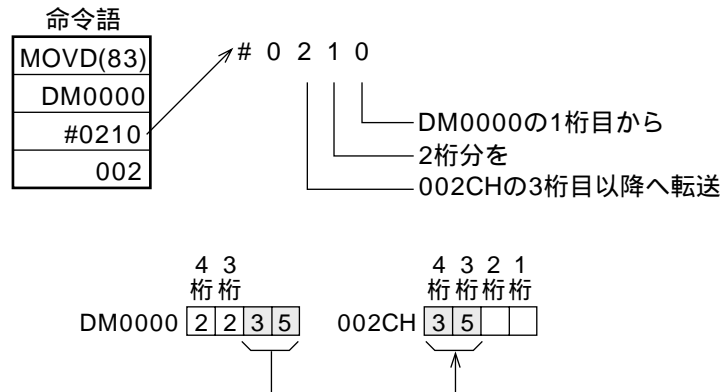 命令語
MOVD(83)
DM0000
#0210
002
# 0 2 1 0
DM0000の1桁目から
2桁分を
002CHの3桁目以降へ転送
4 3
桁 桁
DM0000 2 2 3 5
4 3 2 1
桁 桁 桁 桁
002CH 3 5